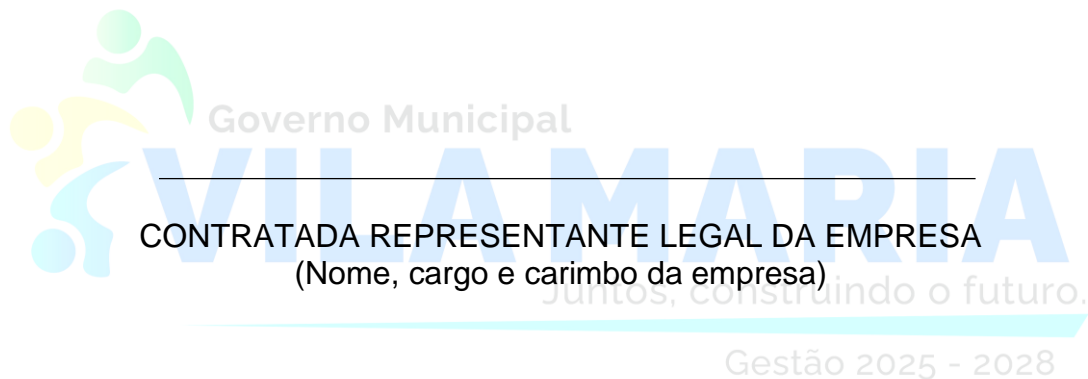 Governo Municipal
VILA MARIA
CONTRATADA REPRESENTANTE LEGAL DA EMPRESA
(Nome, cargo e carimbo da empresa)
Juntos, construindo o futuro.
Gestão 2025 - 2028